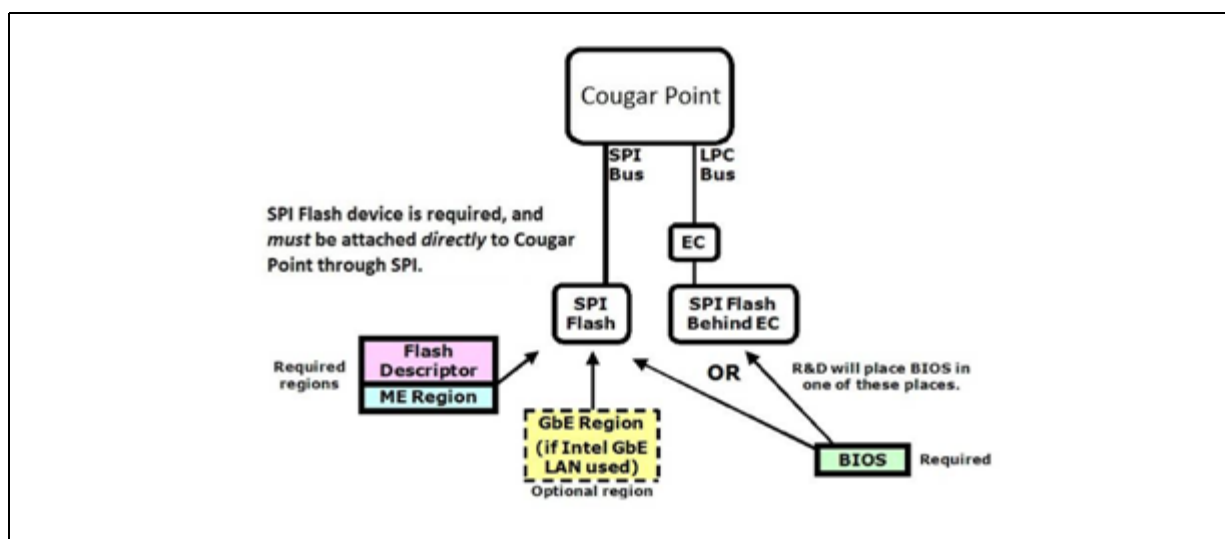 Cougar Point
SPI
Bus
LPC
Bus
SPI Flash device is required, and
must be attached directly to Cougar
Point through SPI.
EC
SPI
Flash
SPI Flash
Behind EC
Required
regions
Flash
Descriptor
ME Region
OR
R&D will place BIOS in
one of these places.
GbE Region
(if Intel GbE
LAN used)
Optional region
BIOS
Required